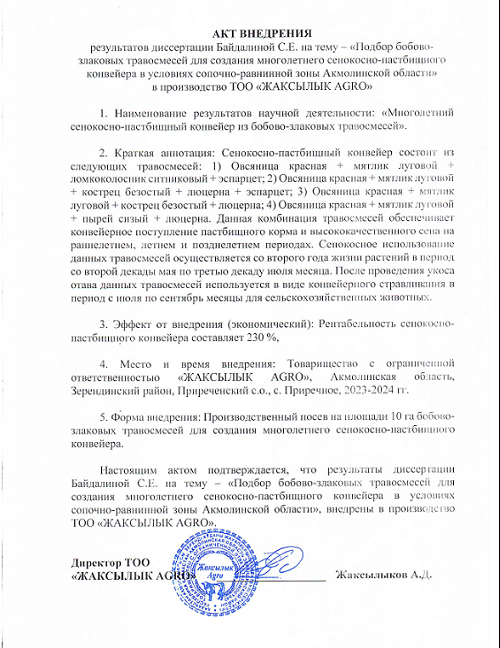 АКТ ВНЕДРЕНИЯ
результатов диссертации Байдалиной С.Е. на тему – «Подбор бобово-
злаковых травосмесей для создания многолетнего сенокосно-пастбищного
конвейера в условиях сопочно-равнинной зоны Акмолинской области»
в производство ТОО «ЖАКСЫЛЫК AGRO»
1. Наименование результатов научной деятельности: «Многолетний
сенокосно-пастбищный конвейер из бобово-злаковых травосмесей».
2. Краткая аннотация: Сенокосно-пастбищный конвейер состоит из
следующих травосмесей: 1) Овсяница красная + мятлик луговой +
ломкоколосник ситниковый + эспарцет; 2) Овсяница красная + мятлик луговой
+ кострец безостый + люцерна + эспарцет; 3) Овсяница красная + мятлик
луговой + кострец безостый + люцерна; 4) Овсяница красная + мятлик луговой
+ пырей сизый + люцерна. Данная комбинация травосмесей обеспечивает
конвейерное поступление пастбищного корма и высококачественного сена на
раннелетнем, летнем и позднелетнем периодах. Сенокосное использование
данных травосмесей осуществляется со второго года жизни растений в период
со второй декады мая по третью декаду июля месяца. После проведения укоса
отава данных травосмесей используется в виде конвейерного стравливания в
период с июля по сентябрь месяцы для сельскохозяйственных животных.
3. Эффект от внедрения (экономический): Рентабельность сенокосно-
пастбищного конвейера составляет 230 %,
4. Место и время внедрения: Товарищество с ограниченной
ответственностью «ЖАКСЫЛЫК AGRO», Акмолинская область,
Зерендинский район, Приреченский с.о., с. Приречное, 2023-2024 гг.
5. Форма внедрения: Производственный посев на площади 10 га бобово-
злаковых травосмесей для создания многолетнего сенокосно-пастбищного
конвейера.
Настоящим актом подтверждается, что результаты диссертации
Байдалиной С.Е. на тему – «Подбор бобово-злаковых травосмесей для
создания многолетнего сенокосно-пастбищного конвейера в условиях
сопочно-равнинной зоны Акмолинской области», внедрены в производство
ТОО «ЖАКСЫЛЫК AGRO».
Директор ТОО
«ЖАКСЫЛЫК AGRO» Жаксылыков А.Д.
Жаксылык
Agro